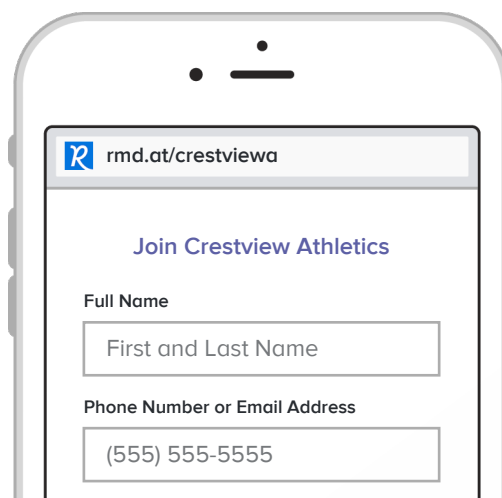 rmd.at/crestviewa
Join Crestview Athletics
Full Name
First and Last Name
Phone Number or Email Address
(555) 555-5555